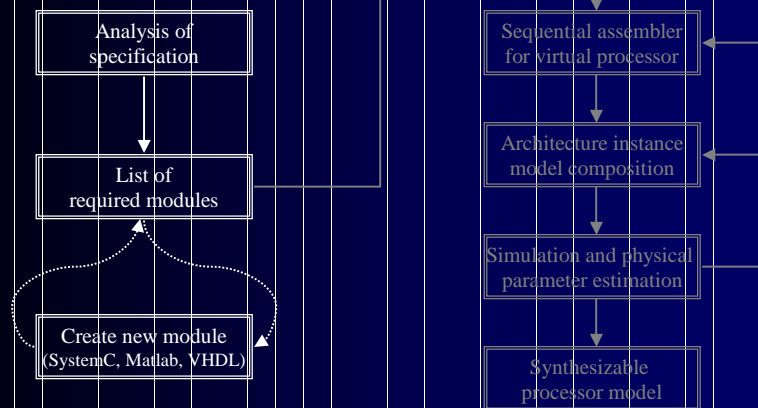 Analysis of
specification
List of
required modules
Create new module
(SystemC, Matlab, VHDL)
Sequential assembler
for virtual processor
Architecture instance
model composition
Simulation and physical
parameter estimation
Synthesizable
processor model